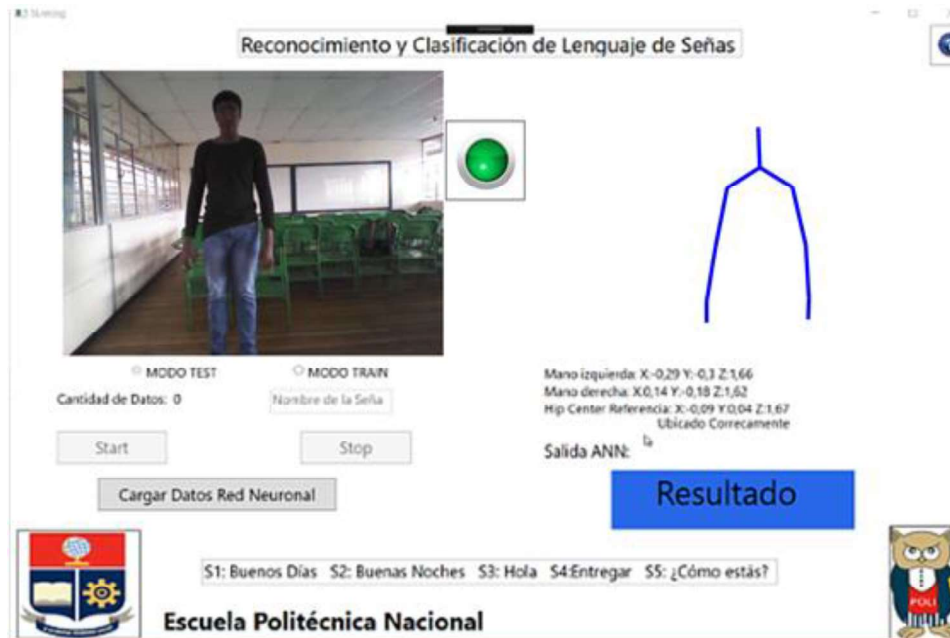 Reconocimiento y Clasificación de Lenguaje de Señas
MODO TEST
MODO TRAIN
Cantidad de Datos: 0
Nombre de la Seña
Start
Stop
Cargar Datos Red Neuronal
Mano izquierda: X:-0,29 Y:-0,3 Z:1,66
Mano derecha: X:0,14 Y:-0,18 Z:1,62
Hip Center Referencia: X:-0,09 Y:0,04 Z:1,67
Ubicado Correcamente
Salida ANN:
Resultado
S1: Buenos Días S2: Buenas Noches S3: Hola S4:Entregar S5: ¿Cómo estás?
Escuela Politécnica Nacional
POLI